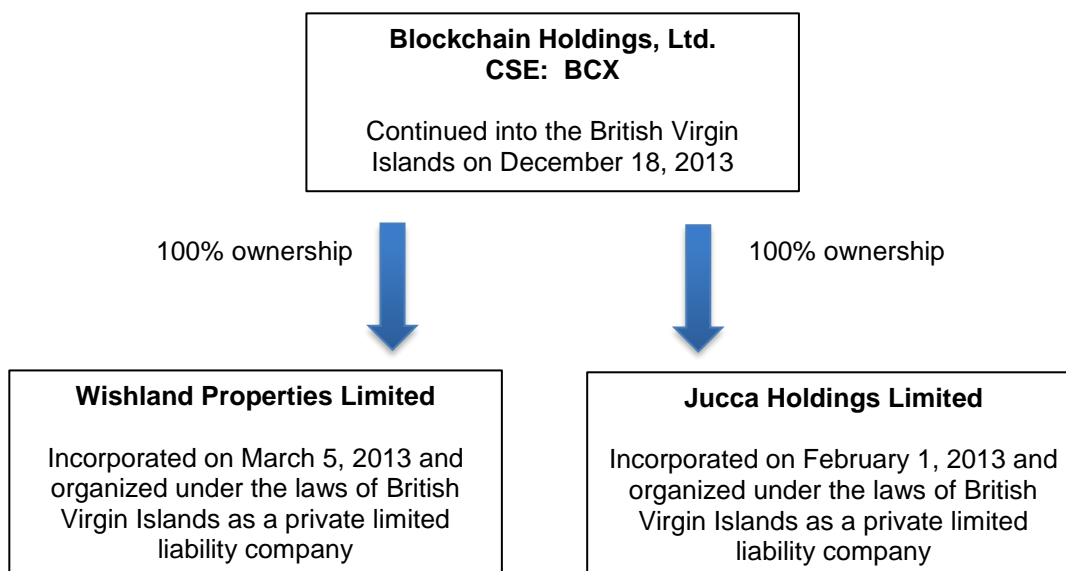 Blockchain Holdings, Ltd.
CSE:  BCX
Continued into the British Virgin
Islands on December 18, 2013
100% ownership
100% ownership
Wishland Properties Limited
Incorporated on March 5, 2013 and
organized under the laws of British
Virgin Islands as a private limited
liability company
Jucca Holdings Limited
Incorporated on February 1, 2013 and
organized under the laws of British
Virgin Islands as a private limited
liability company